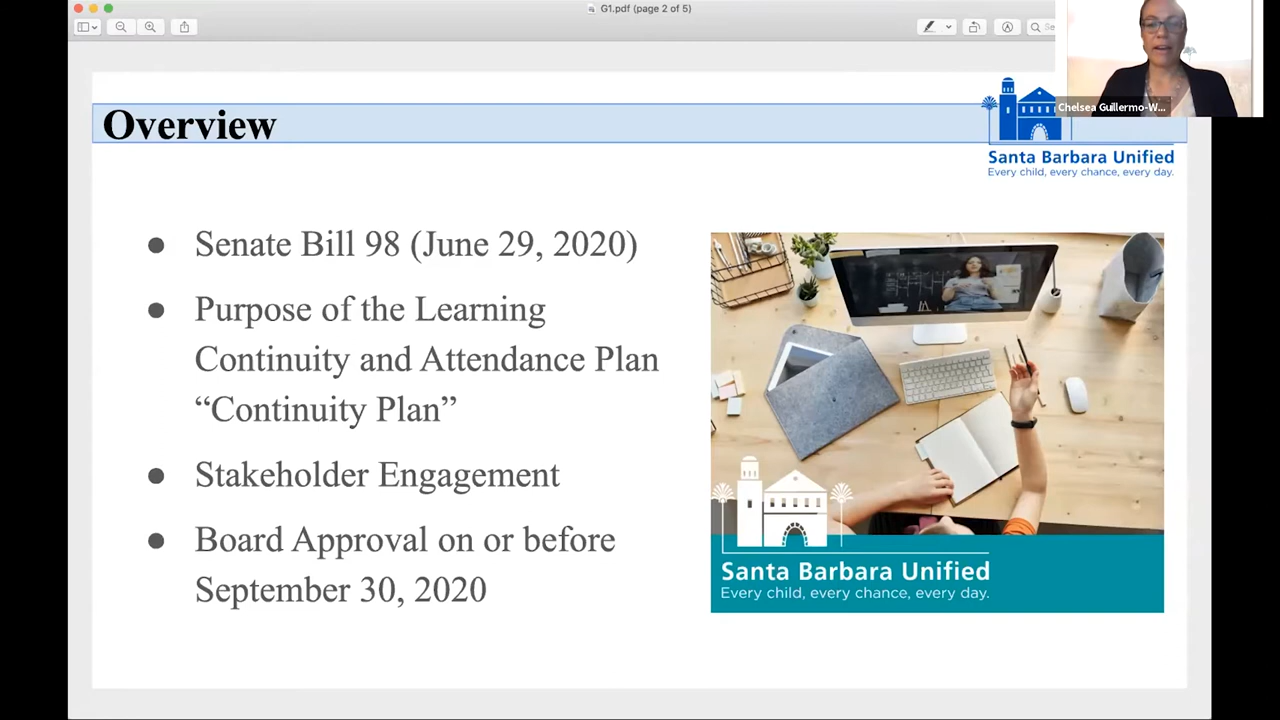 G1.pdf (page 2 of 5)
Se
Chelsea Guillermo-W...
Overview
Santa Barbara Unified
Every child, every chance, every day.
● Senate Bill 98 (June 29, 2020)
● Purpose of the Learning
Continuity and Attendance Plan
“Continuity Plan”
● Stakeholder Engagement
● Board Approval on or before
September 30, 2020
Santa Barbara Unified
Every child, every chance, every day.